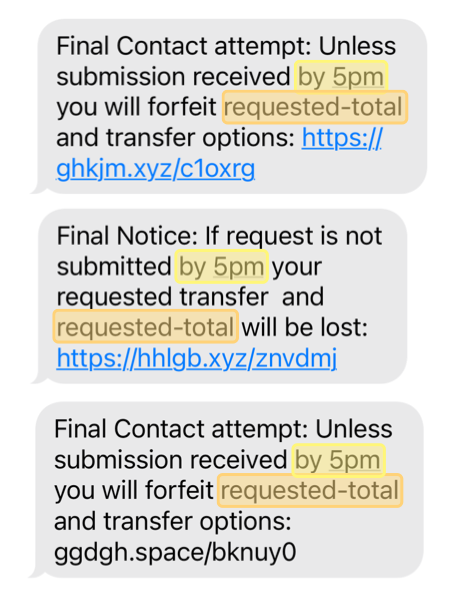 Final Contact attempt: Unless
submission received by 5pm
you will forfeit requested-total
and transfer options: https://
ghkjm.xyz/c1oxrg
Final Notice: If request is not
submitted by 5pm your
requested transfer  and
requested-total will be lost:
https://hhlgb.xyz/znvdmj
Final Contact attempt: Unless
submission received by 5pm
you will forfeit requested-total
and transfer options:
ggdgh.space/bknuy0